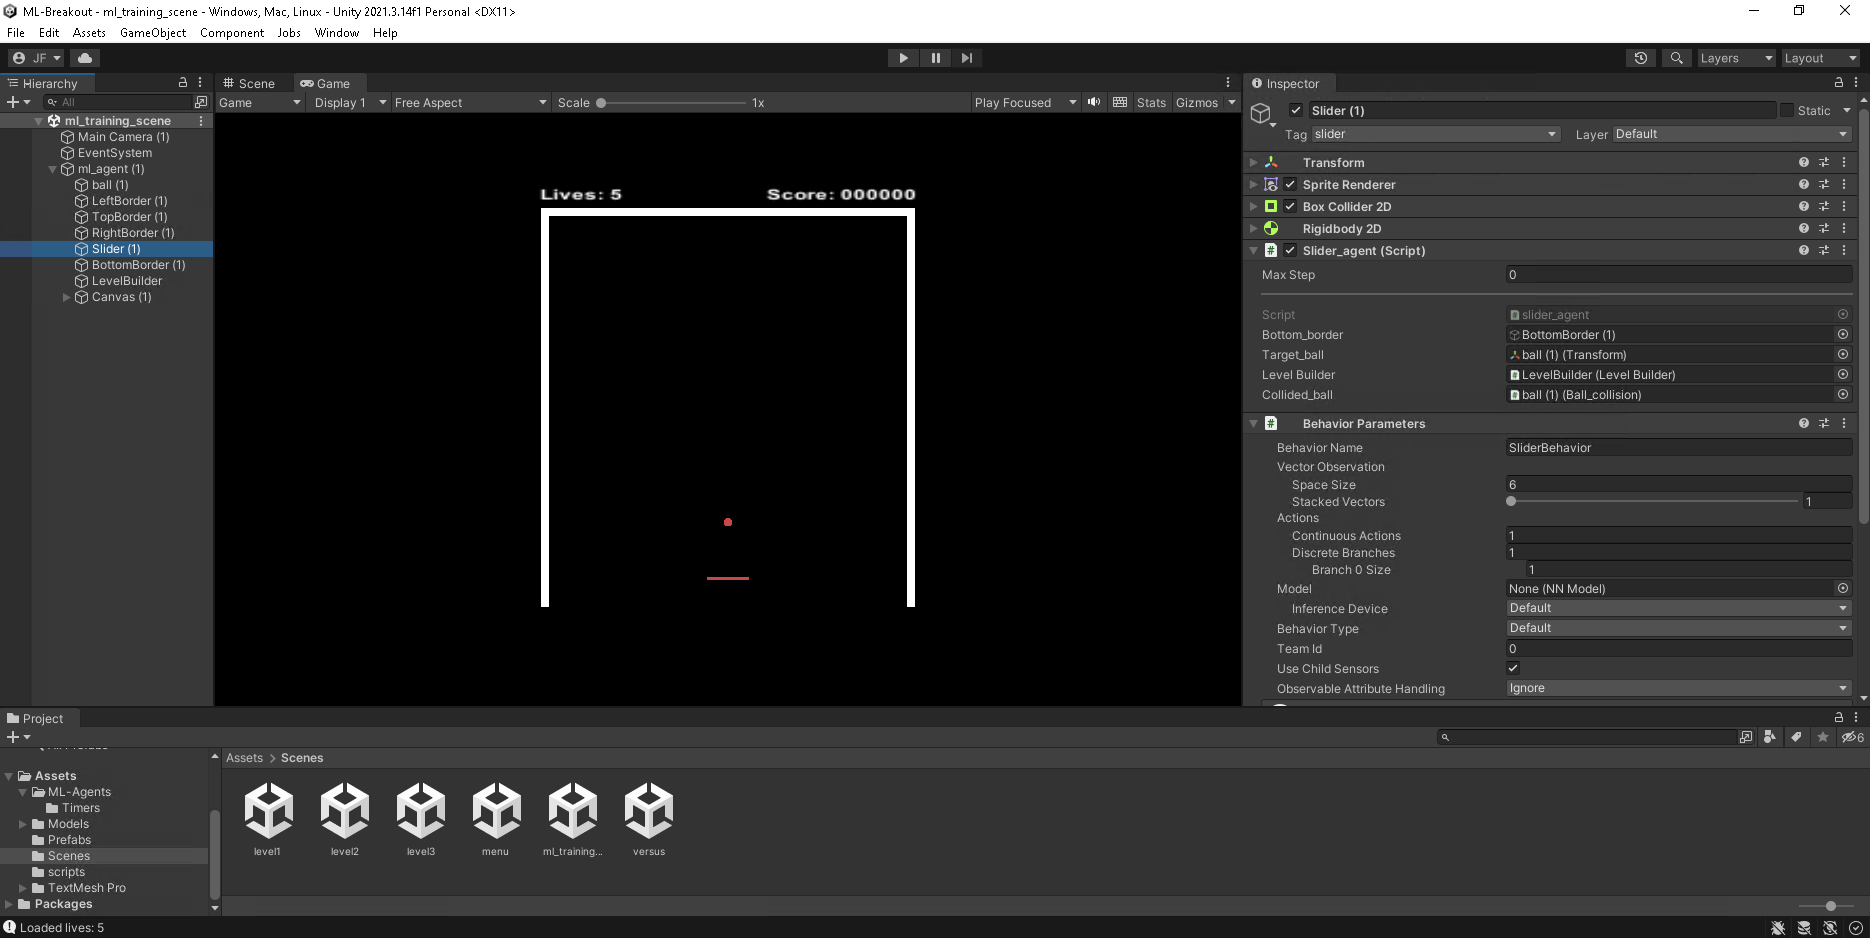 ML-Breakout - ml_training_scene - Windows, Mac, Linux - Unity 2021.3.14f1 Personal <DX11>
File Edit Assets GameObject Component Jobs Window Help
JF Layers Layout
Hierarchy
All
ml_training_scene
Main Camera (1)
EventSystem
ml_agent (1)
ball (1)
LeftBorder (1)
TopBorder (1)
RightBorder (1)
Slider (1)
BottomBorder (1)
LevelBuilder
Canvas (1)
Scene Game
Game Display 1 Free Aspect Scale 1x Play Focused Stats Gizmos
Lives: 5 Score: 000000
Inspector
Slider (1) Static
Tag slider Layer Default
Transform
Sprite Renderer
Box Collider 2D
Rigidbody 2D
Slider_agent (Script)
Max Step 0
Script slider_agent
Bottom_border BottomBorder (1)
Target_ball ball (1) (Transform)
Level Builder LevelBuilder (Level Builder)
Collided_ball ball (1) (Ball_collision)
Behavior Parameters
Behavior Name SliderBehavior
Vector Observation
Space Size 6
Stacked Vectors 1
Actions
Continuous Actions 1
Discrete Branches 1
Branch 0 Size 1
Model None (NN Model)
Inference Device Default
Behavior Type Default
Team Id 0
Use Child Sensors
Observable Attribute Handling Ignore
Project
6
Assets
ML-Agents
Timers
Models
Prefabs
Scenes
scripts
TextMesh Pro
Packages
Assets > Scenes
level1 level2 level3 menu ml_training... versus
Loaded lives: 5